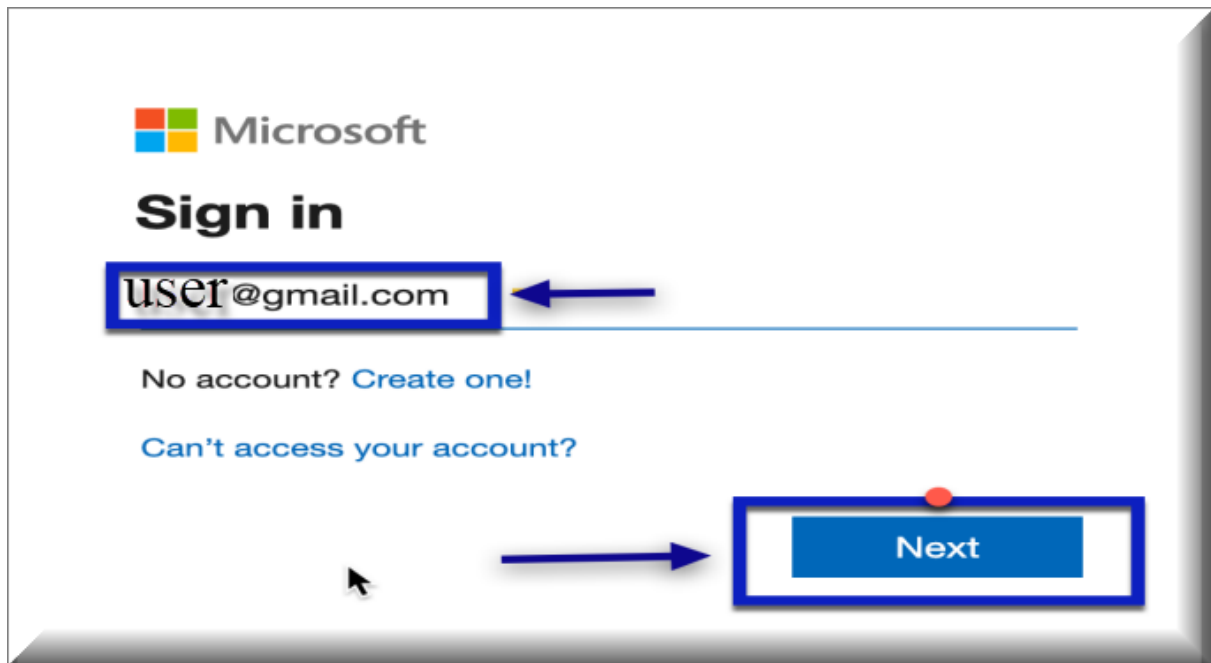 Microsoft
Sign in
user@gmail.com
No account? Create one!
Can't access your account?
Next